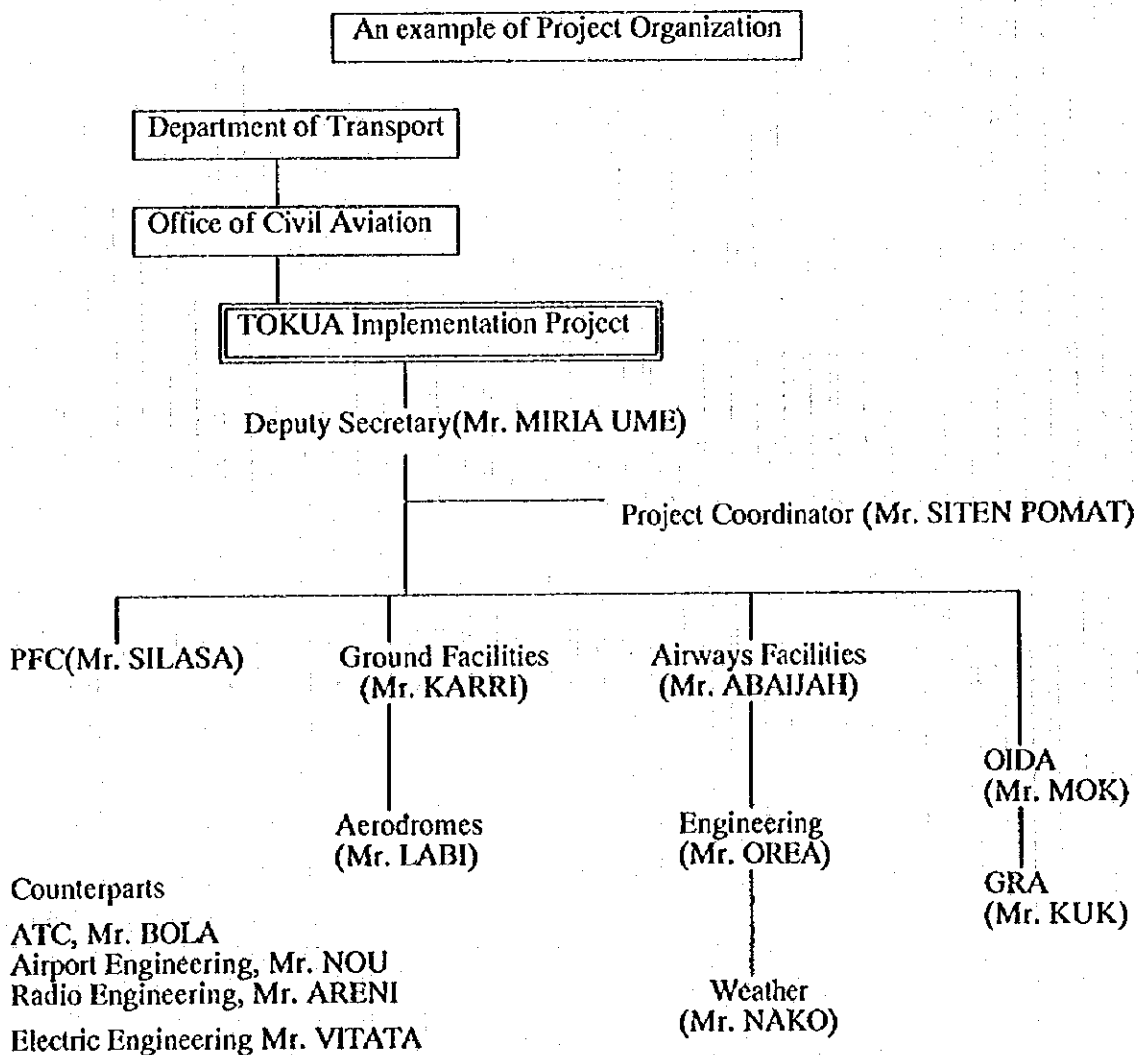 An example of Project Organization
Department of Transport
Office of Civil Aviation
TOKUA Implementation Project
Deputy Secretary(Mr. MIRIA UME)
Project Coordinator (Mr. SITEN POMAT)
PFC(Mr. SILASA)
Ground Facilities
(Mr. KARRI)
Airways Facilities
(Mr. ABAIJAH)
OIDA
(Mr. MOK)
Aerodromes
(Mr. LABI)
Engineering
(Mr. OREA)
GRA
(Mr. KUK)
Counterparts
ATC, Mr. BOLA
Airport Engineering, Mr. NOU
Radio Engineering, Mr. ARENI
Electric Engineering Mr. VITATA
Weather
(Mr. NAKO)